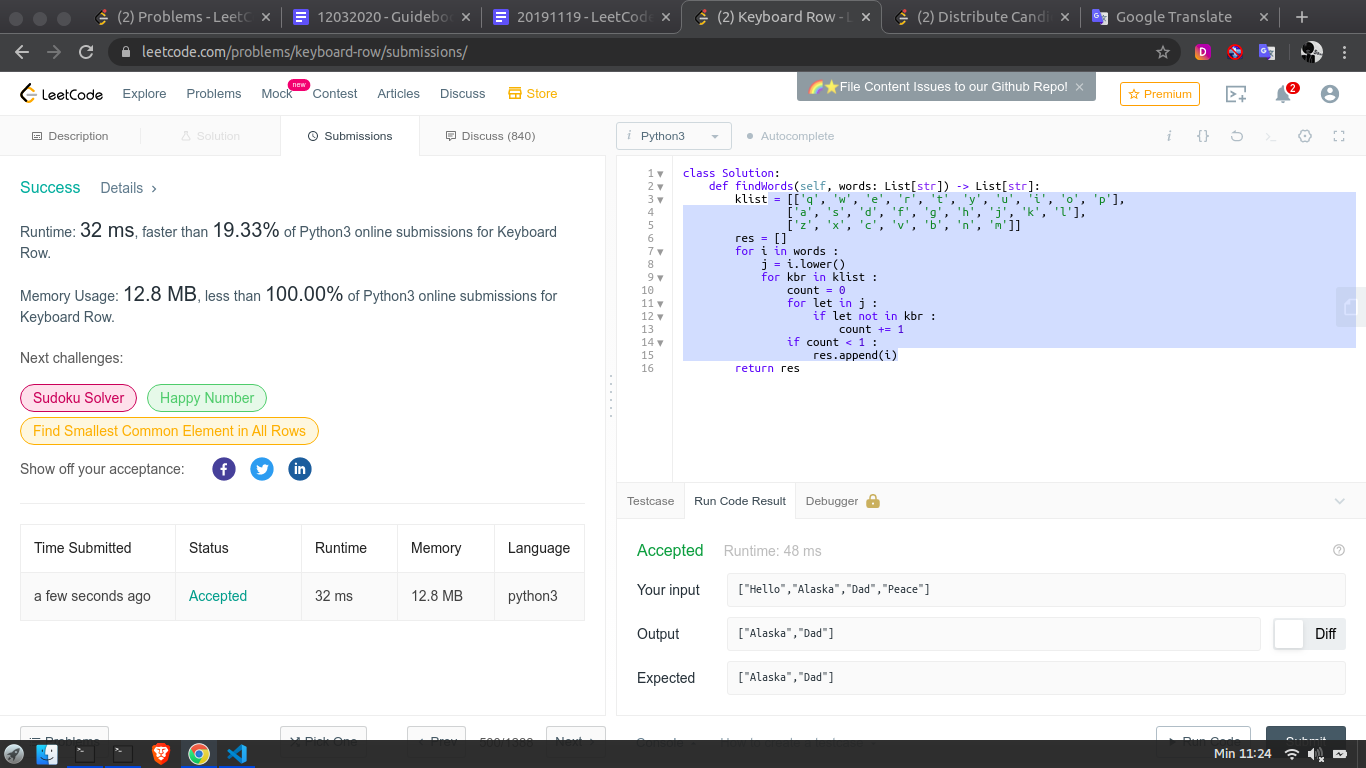 (2) Problems - LeetC
12032020 - Guidebo
20191119 - LeetCode
(2) Keyboard Row - L
(2) Distribute Candi
Google Translate
leetcode.com/problems/keyboard-row/submissions/
LeetCode
Explore
Problems
Mock
new
Contest
Articles
Discuss
Store
🌈⭐File Content Issues to our Github Repo! ×
Premium
2
Description
Solution
Submissions
Discuss (840)
i Python3
Autocomplete
Success
Details >
Runtime: 32 ms, faster than 19.33% of Python3 online submissions for Keyboard
Row.
Memory Usage: 12.8 MB, less than 100.00% of Python3 online submissions for
Keyboard Row.
Next challenges:
Sudoku Solver
Happy Number
Find Smallest Common Element in All Rows
Show off your acceptance:
Time Submitted
Status
Runtime
Memory
Language
a few seconds ago
Accepted
32 ms
12.8 MB
python3
1 class Solution:
2     def findWords(self, words: List[str]) -> List[str]:
3         klist = [['q', 'w', 'e', 'r', 't', 'y', 'u', 'i', 'o', 'p'],
4                 ['a', 's', 'd', 'f', 'g', 'h', 'j', 'k', 'l'],
5                 ['z', 'x', 'c', 'v', 'b', 'n', 'm']]
6         res = []
7         for i in words :
8             j = i.lower()
9             for kbr in klist :
10                 count = 0
11                 for let in j :
12                     if let not in kbr :
13                         count += 1
14                 if count < 1 :
15                     res.append(i)
16         return res
Testcase
Run Code Result
Debugger
Accepted
Runtime: 48 ms
Your input
["Hello","Alaska","Dad","Peace"]
Output
["Alaska","Dad"]
Diff
Expected
["Alaska","Dad"]
Problems
Pick One
Prev
Next
Run Code
Submit
Min 11:24